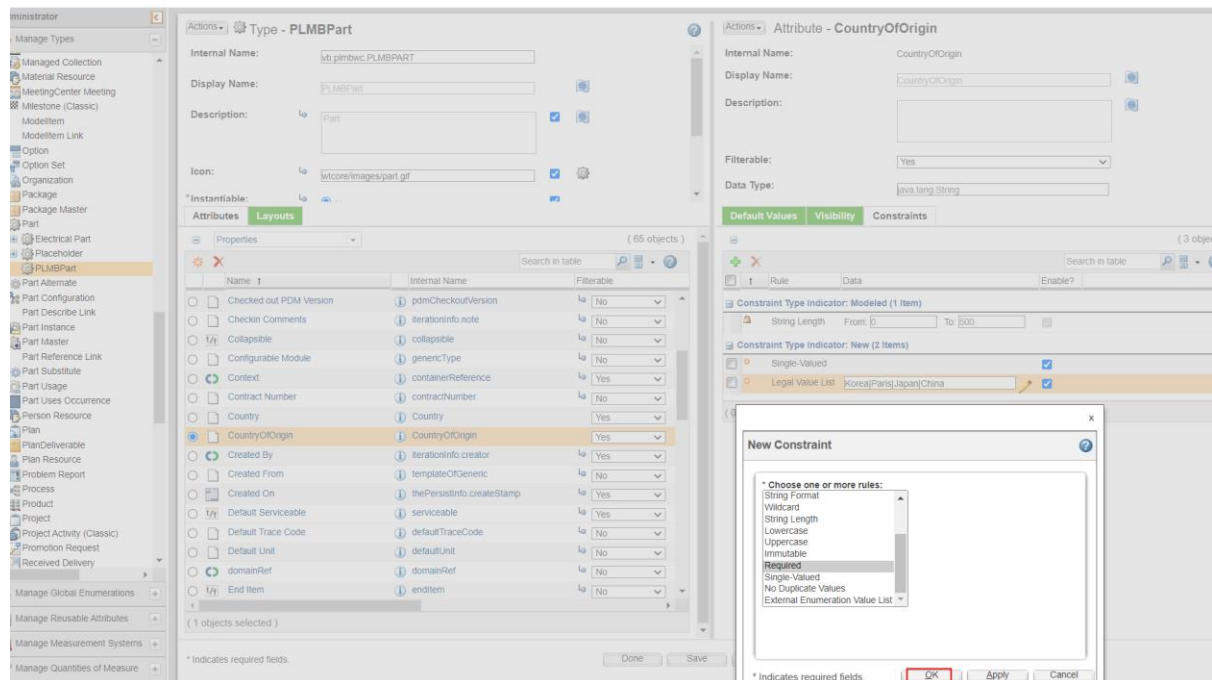 ministrator
Manage Types
Managed Collection
Material Resource
MeetingCenter Meeting
Milestone (Classic)
ModelItem
ModelItem Link
Option
Option Set
Organization
Package
Package Master
Part
Electrical Part
Placeholder
PLMBPart
Part Alternate
Part Configuration
Part Describe Link
Part Instance
Part Master
Part Reference Link
Part Substitute
Part Usage
Part Uses Occurrence
Person Resource
Plan
PlanDeliverable
Plan Resource
Problem Report
Process
Product
Project
Project Activity (Classic)
Promotion Request
Received Delivery
Manage Global Enumerations
Manage Reusable Attributes
Manage Measurement Systems
Manage Quantities of Measure
Actions Type - PLMBPart
Internal Name: vb.plmbwc.PLMBPART
Display Name: PLMBPart
Description: Part
Icon: wtcore/images/part.gif
*Instantiable:
Attributes Layouts
Properties (65 objects)
Search in table
Name Internal Name Filterable
Checked out PDM Version pdmCheckoutVersion No
Checkin Comments iterationInfo.note No
Collapsible collapsible No
Configurable Module genericType No
Context containerReference Yes
Contract Number contractNumber No
Country Country Yes
CountryOfOrigin CountryOfOrigin Yes
Created By iterationInfo.creator Yes
Created From templateOfGeneric No
Created On thePersistInfo.createStamp Yes
Default Serviceable serviceable Yes
Default Trace Code defaultTraceCode No
Default Unit defaultUnit No
domainRef domainRef No
End Item endItem No
(1 objects selected)
* Indicates required fields.
Done Save
Actions Attribute - CountryOfOrigin
Internal Name: CountryOfOrigin
Display Name: CountryOfOrigin
Description:
Filterable: Yes
Data Type: java.lang.String
Default Values Visibility Constraints
(3 objec
Search in table
Rule Data Enable?
Constraint Type Indicator: Modeled (1 Item)
String Length From: 0 To: 500
Constraint Type Indicator: New (2 Items)
Single-Valued
Legal Value List Korea|Paris|Japan|China
x
New Constraint
* Choose one or more rules:
String Format
Wildcard
String Length
Lowercase
Uppercase
Immutable
Required
Single-Valued
No Duplicate Values
External Enumeration Value List
* Indicates required fields.
OK Apply Cancel